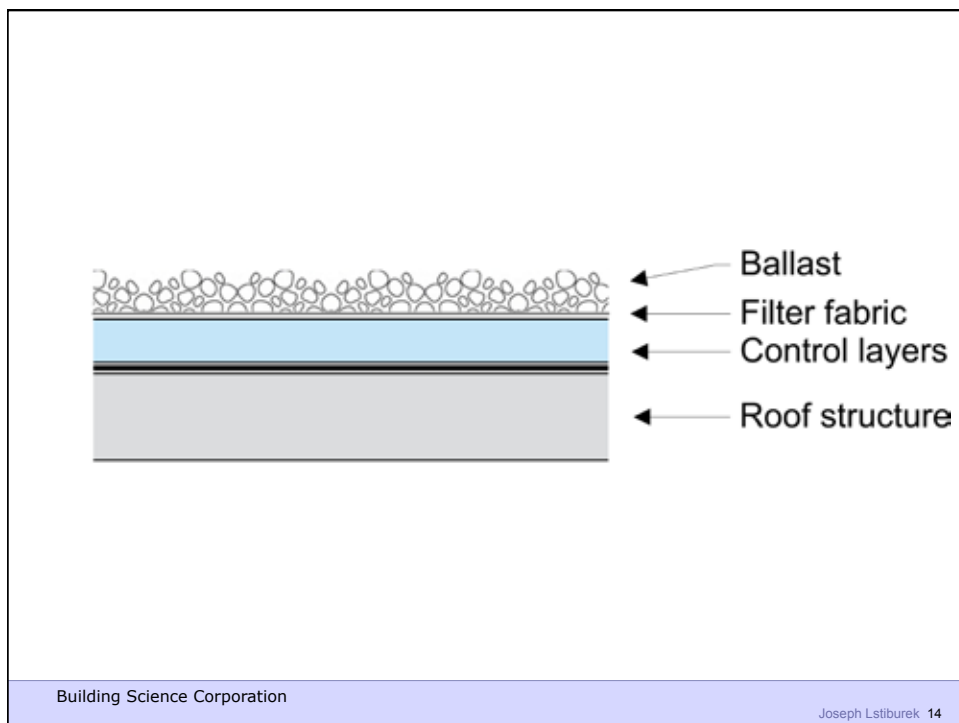 Ballast
Filter fabric
Control layers
Roof structure
Building Science Corporation
Joseph Lstiburek 14